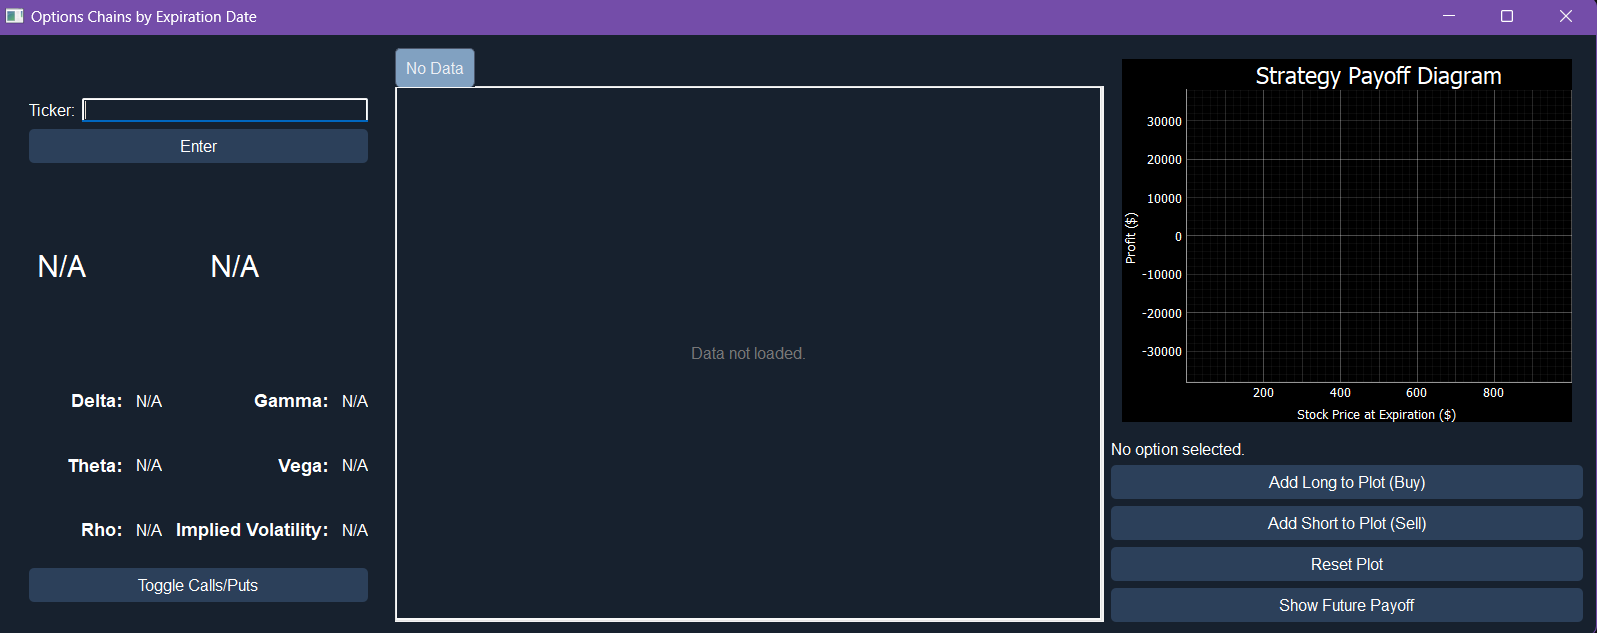 Options Chains by Expiration Date
Ticker:
Enter
N/A N/A
Delta: N/A Gamma: N/A
Theta: N/A Vega: N/A
Rho: N/A Implied Volatility: N/A
Toggle Calls/Puts
No Data
Data not loaded.
Strategy Payoff Diagram
Profit ($)
30000
20000
10000
0
-10000
-20000
-30000
200 400 600 800
Stock Price at Expiration ($)
No option selected.
Add Long to Plot (Buy)
Add Short to Plot (Sell)
Reset Plot
Show Future Payoff